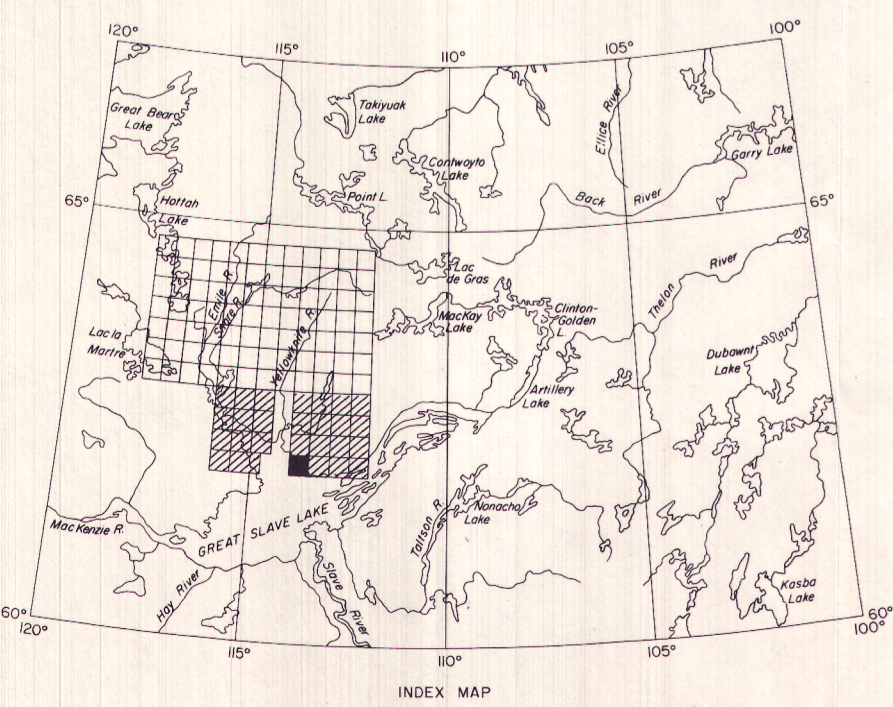 120°
115°
110°
105°
100°
Great Bear
Lake
Takiyuak
Lake
Ellice River
Contwoyto
Lake
Garry Lake
65°
Hottah
Lake
Point L.
Back River
65°
Lac
de Gras
Thelon River
Emile R.
Snare R.
Yellowknife R.
MacKay
Lake
Clinton-
Golden
L.
Lac la
Martre
Dubawnt
Lake
Artillery
Lake
MacKenzie R.
GREAT SLAVE LAKE
Taltson R.
Nonacho
Lake
Hay River
Slave River
Kasba
Lake
60°
120°
115°
110°
105°
60°
100°
INDEX MAP